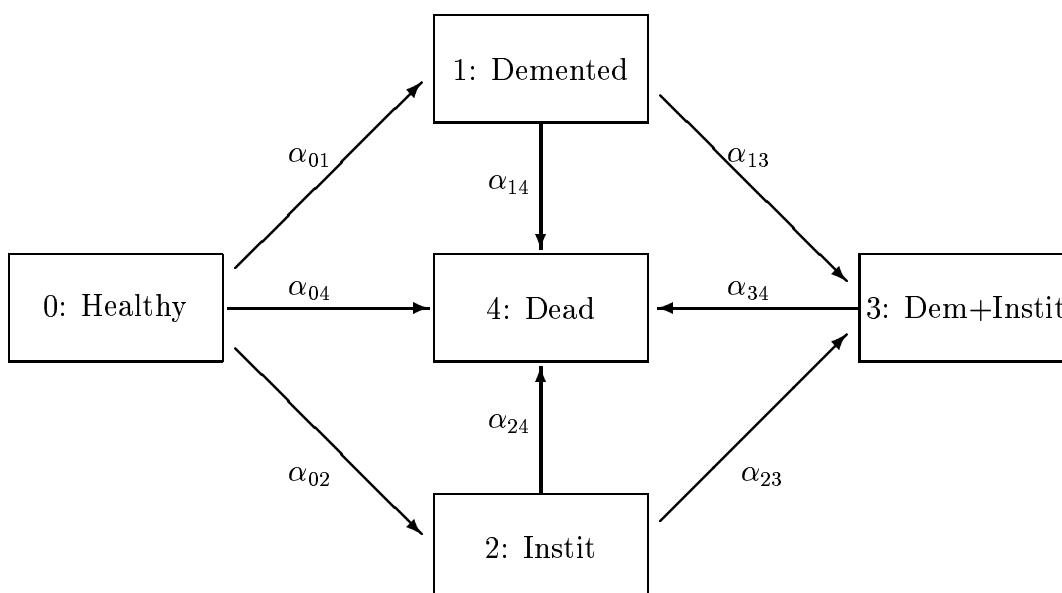 1: Demented
α01
α13
α14
0: Healthy
α04
4: Dead
α34
3: Dem+Instit
α24
α02
α23
2: Instit